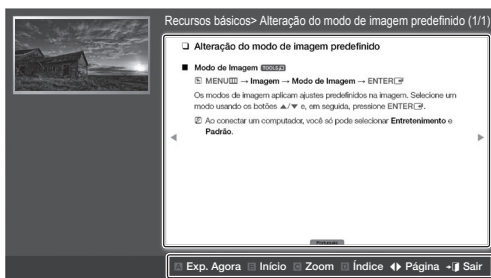 Recursos básicos> Alteração do modo de imagem predefinido (1/1)
❑ Alteração do modo de imagem predefinido
■ Modo de Imagem TOOLS
MENU → Imagem → Modo de Imagem → ENTER
Os modos de imagem aplicam ajustes predefinidos na imagem. Selecione um
modo usando os botões ▲/▼ e, em seguida, pressione ENTER.
Ao conectar um computador, você só pode selecionar Entretenimento e
Padrão.
Português
A Exp. Agora B Início C Zoom D Índice ◀▶ Página Sair